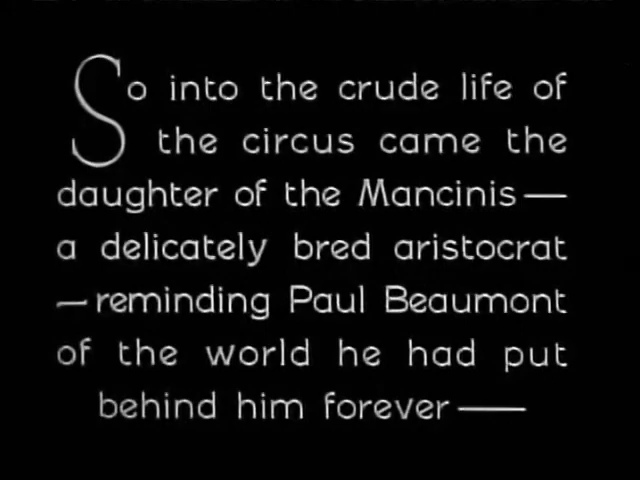 So into the crude life of
the circus came the
daughter of the Mancinis—
a delicately bred aristocrat
—reminding Paul Beaumont
of the world he had put
behind him forever—